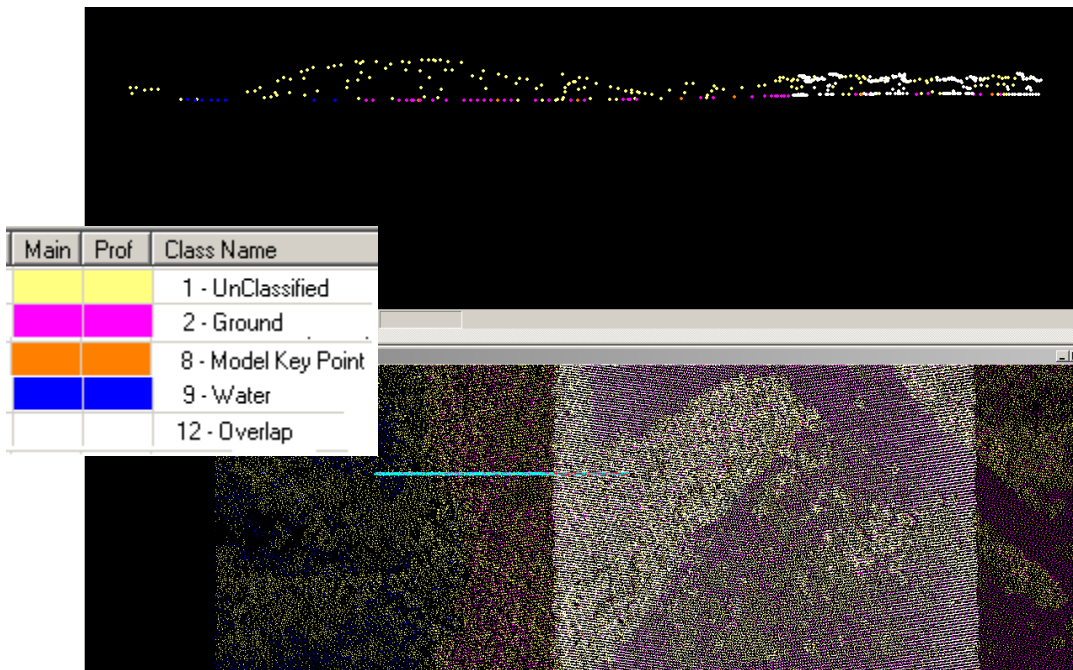 Main Prof Class Name
1 - UnClassified
2 - Ground
8 - Model Key Point
9 - Water
12 - Overlap